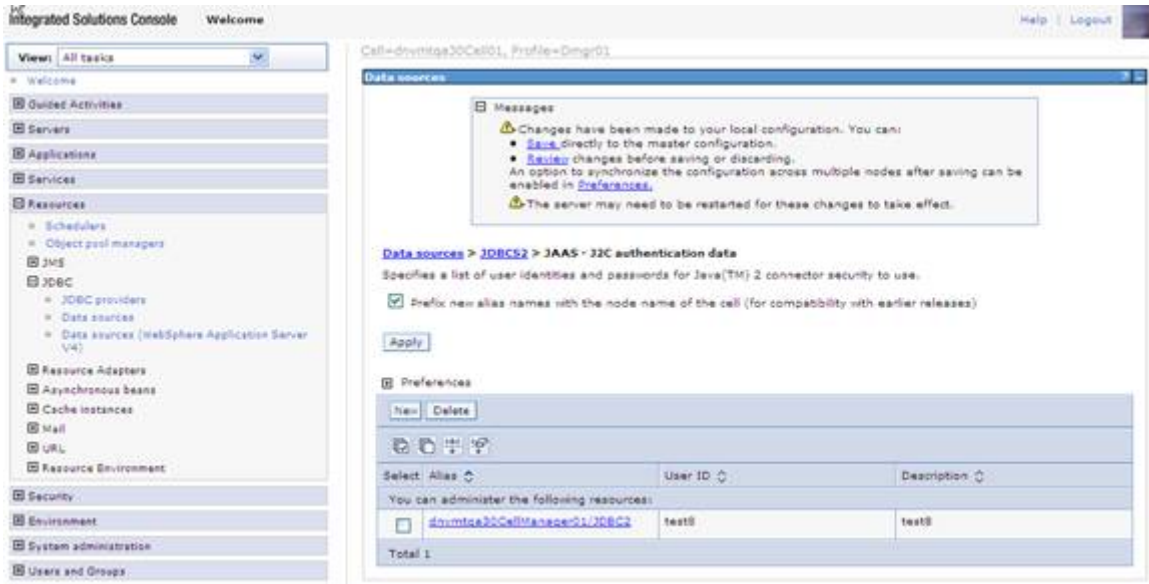 Integrated Solutions Console Welcome
Help | Logout
View: All tasks
Welcome
Guided Activities
Servers
Applications
Services
Resources
Schedulers
Object pool managers
JMS
JDBC
JDBC providers
Data sources
Data sources (WebSphere Application Server
V4)
Resource Adapters
Asynchronous beans
Cache instances
Mail
URL
Resource Environment
Security
Environment
System administration
Users and Groups
Cell=dnvmtqa30Cell01, Profile=Dmgr01
Data sources ?
Messages
Changes have been made to your local configuration. You can:
Save directly to the master configuration.
Review changes before saving or discarding.
An option to synchronize the configuration across multiple nodes after saving can be
enabled in Preferences.
The server may need to be restarted for these changes to take effect.
Data sources > JDBCS2 > JAAS - J2C authentication data
Specifies a list of user identities and passwords for Java(TM) 2 connector security to use.
Prefix new alias names with the node name of the cell (for compatibility with earlier releases)
Apply
Preferences
New Delete
Select Alias User ID Description
You can administer the following resources:
dnvmtqa30CellManager01/JDBC2 test8 test8
Total 1